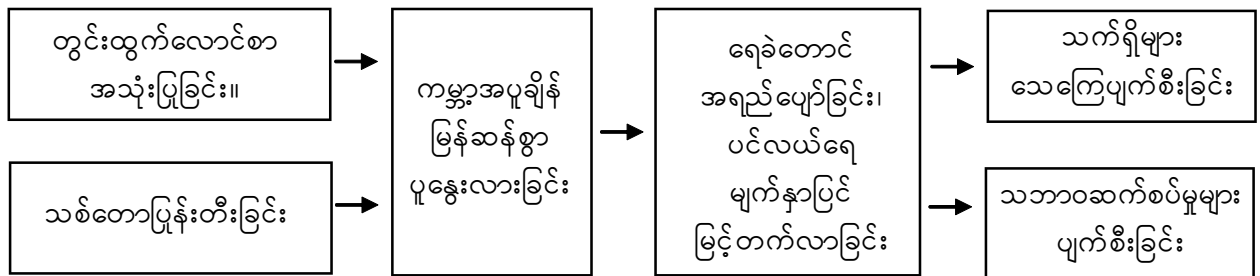 တွင်းထွက်လောင်စာ
အသုံးပြုခြင်း။
သစ်တောပြုန်းတီးခြင်း
ကမ္ဘာ့အပူချိန်
မြန်ဆန်စွာ
ပူနွေးလားခြင်း
ရေခဲတောင်
အရည်ပျော်ခြင်း၊
ပင်လယ်ရေ
မျက်နှာပြင်
မြင့်တက်လာခြင်း
သက်ရှိများ
သေကြေပျက်စီးခြင်း
သဘာဝဆက်စပ်မှုများ
ပျက်စီးခြင်း